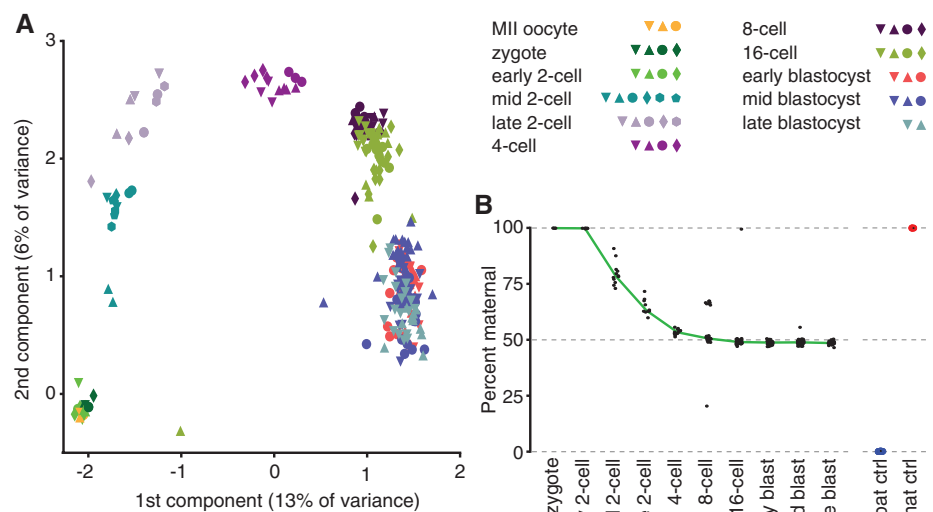 A
3
2
1
0
-2
-1
0
1
2
2nd component (6% of variance)
1st component (13% of variance)
MII oocyte
zygote
early 2-cell
mid 2-cell
late 2-cell
4-cell
8-cell
16-cell
early blastocyst
mid blastocyst
late blastocyst
B
100
75
50
25
0
Percent maternal
zygote
2-cell
2-cell
2-cell
4-cell
8-cell
16-cell
blast
blast
blast
ctrl
ctrl